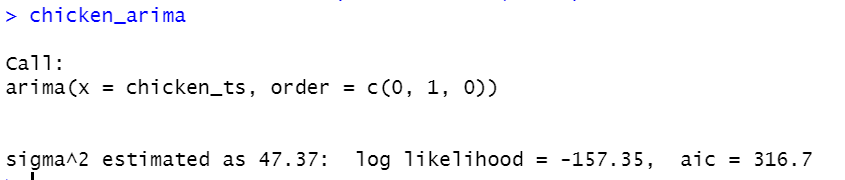 > chicken_arima
Call:
arima(x = chicken_ts, order = c(0, 1, 0))
sigma^2 estimated as 47.37:  log likelihood = -157.35,  aic = 316.7